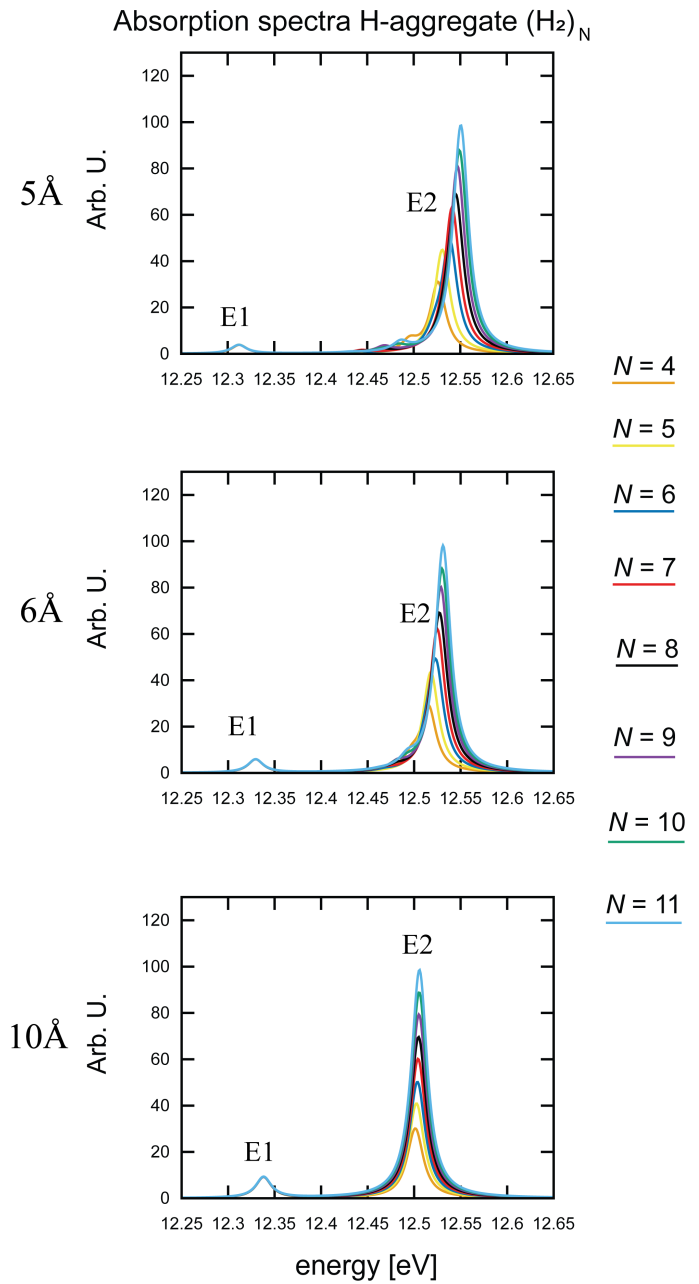 Absorption spectra H-aggregate (H₂)N
5Å
Arb. U.
120
100
80
60
40
20
0
E1
E2
12.25 12.3 12.35 12.4 12.45 12.5 12.55 12.6 12.65
6Å
Arb. U.
120
100
80
60
40
20
0
E1
E2
12.25 12.3 12.35 12.4 12.45 12.5 12.55 12.6 12.65
10Å
Arb. U.
120
100
80
60
40
20
0
E1
E2
12.25 12.3 12.35 12.4 12.45 12.5 12.55 12.6 12.65
energy [eV]
N = 4
N = 5
N = 6
N = 7
N = 8
N = 9
N = 10
N = 11